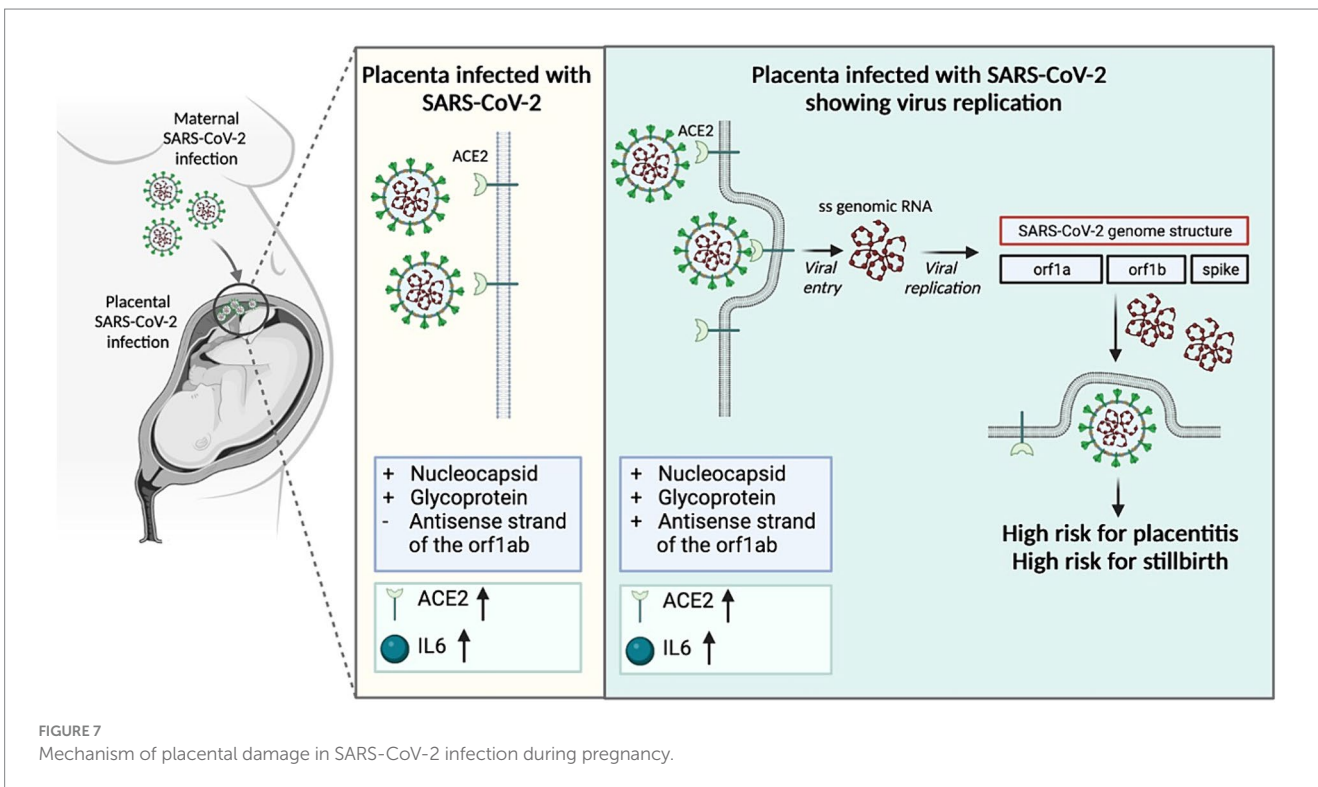 Maternal
SARS-CoV-2
infection
Placental
SARS-CoV-2
infection
Placenta infected with
SARS-CoV-2
ACE2
+ Nucleocapsid
+ Glycoprotein
- Antisense strand
of the orf1ab
ACE2
IL6
Placenta infected with SARS-CoV-2
showing virus replication
ACE2
Viral
entry
ss genomic RNA
Viral
replication
SARS-CoV-2 genome structure
orf1a orf1b spike
High risk for placentitis
High risk for stillbirth
+ Nucleocapsid
+ Glycoprotein
+ Antisense strand
of the orf1ab
ACE2
IL6
FIGURE 7
Mechanism of placental damage in SARS-CoV-2 infection during pregnancy.